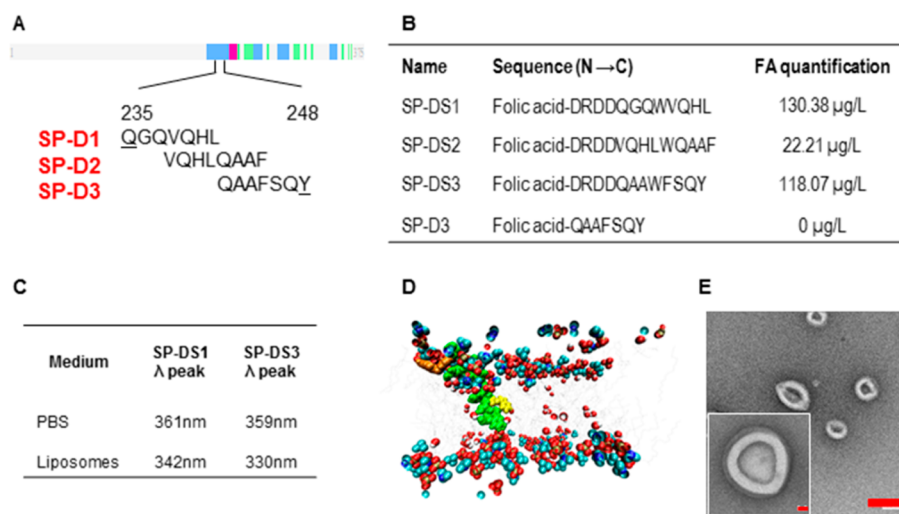 A
1 375
235 248
SP-D1 QGQVQHL
SP-D2 VQHLQAAF
SP-D3 QAAFSQY
B
Name Sequence (N →C) FA quantification
SP-DS1 Folic acid-DRDDQGQWVQHL 130.38 µg/L
SP-DS2 Folic acid-DRDDVQHLWQAAF 22.21 µg/L
SP-DS3 Folic acid-DRDDQAAWFSQY 118.07 µg/L
SP-D3 Folic acid-QAAFSQY 0 µg/L
C
Medium SP-DS1 λ peak SP-DS3 λ peak
PBS 361nm 359nm
Liposomes 342nm 330nm
D
E